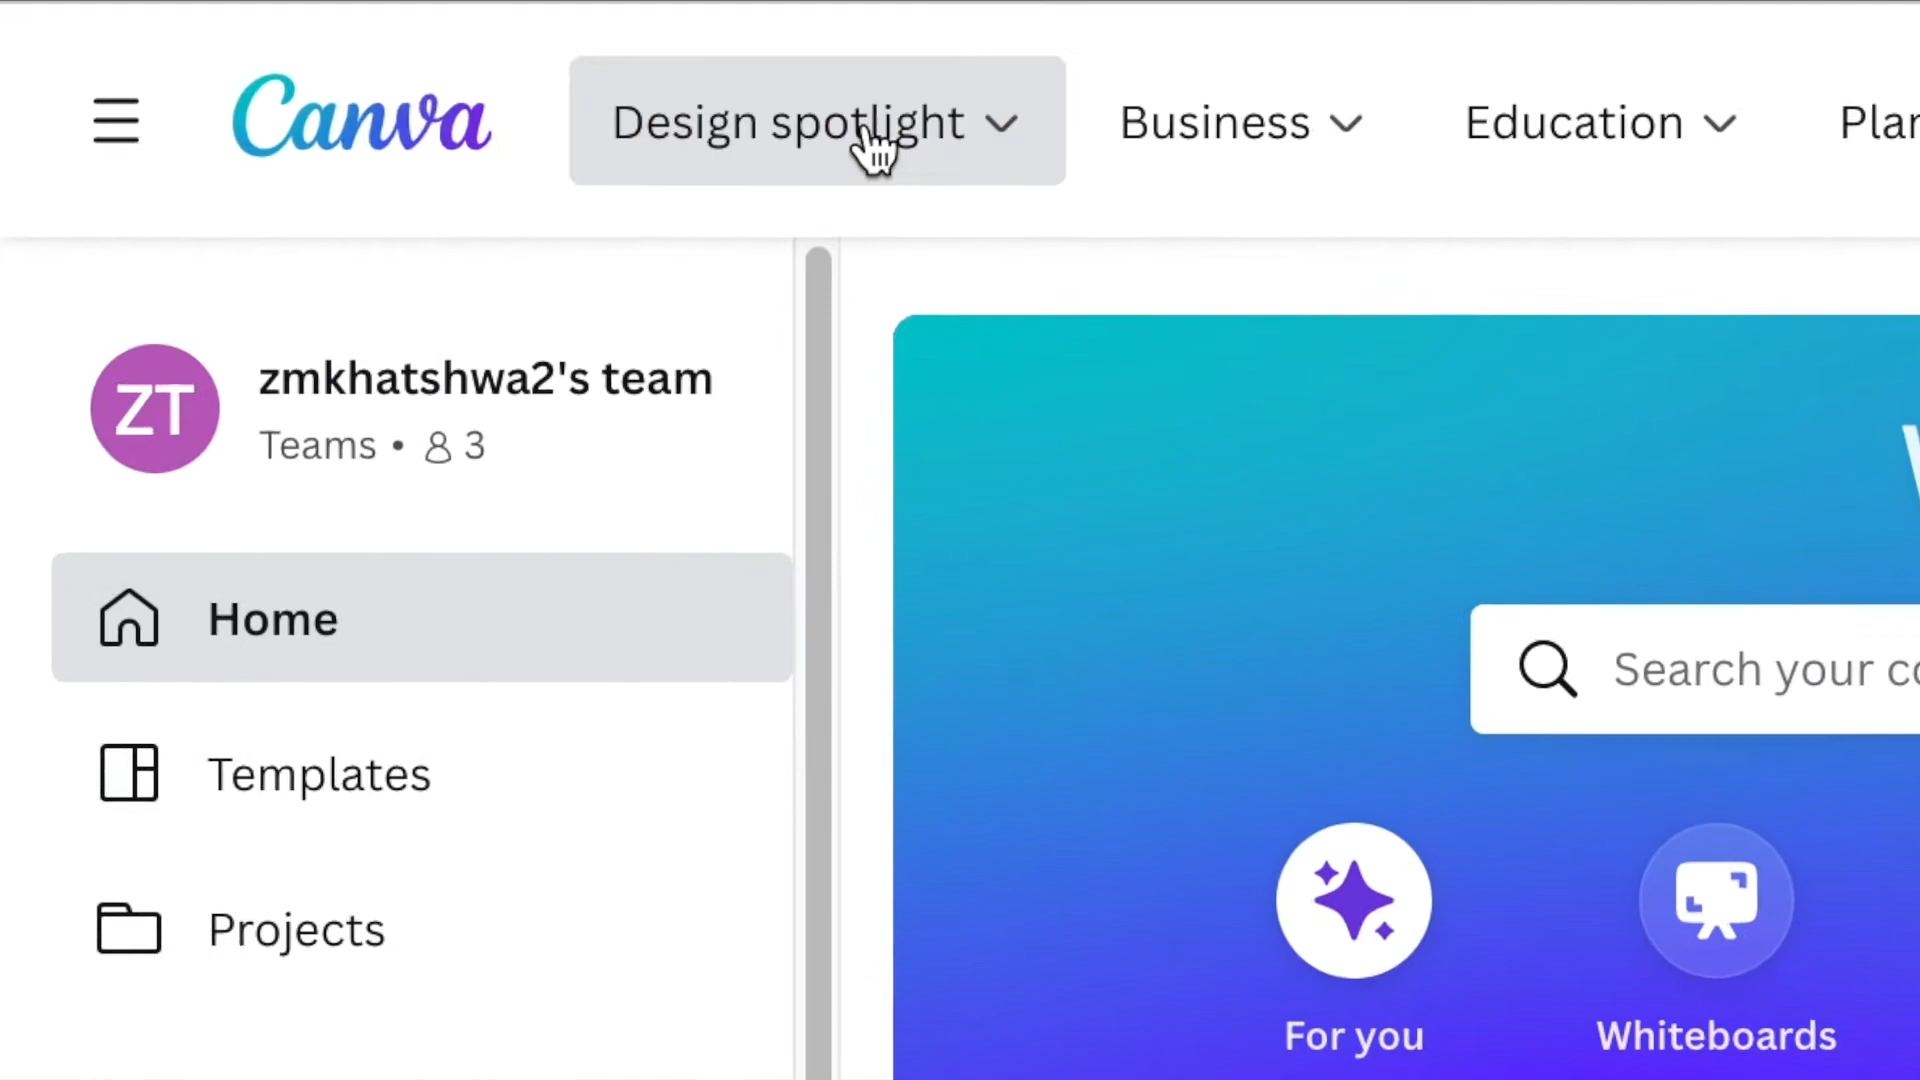 Canva
Design spotlight
Business
Education
zmkhatshwa2's team
ZT
Teams • 3
Home
Search your
Templates
Projects
For you
Whiteboards